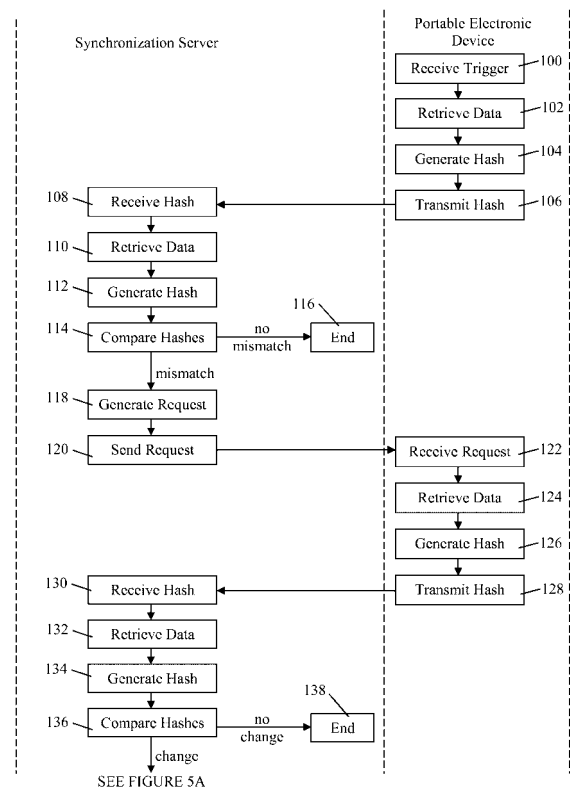 Synchronization Server
Portable Electronic
Device
Receive Trigger
100
Retrieve Data
102
Generate Hash
104
108
Receive Hash
Transmit Hash
106
110
Retrieve Data
112
Generate Hash
116
114
Compare Hashes
no
mismatch
End
mismatch
118
Generate Request
120
Send Request
Receive Request
122
Retrieve Data
124
Generate Hash
126
130
Receive Hash
Transmit Hash
128
132
Retrieve Data
134
Generate Hash
138
136
Compare Hashes
no
change
End
change
SEE FIGURE 5A